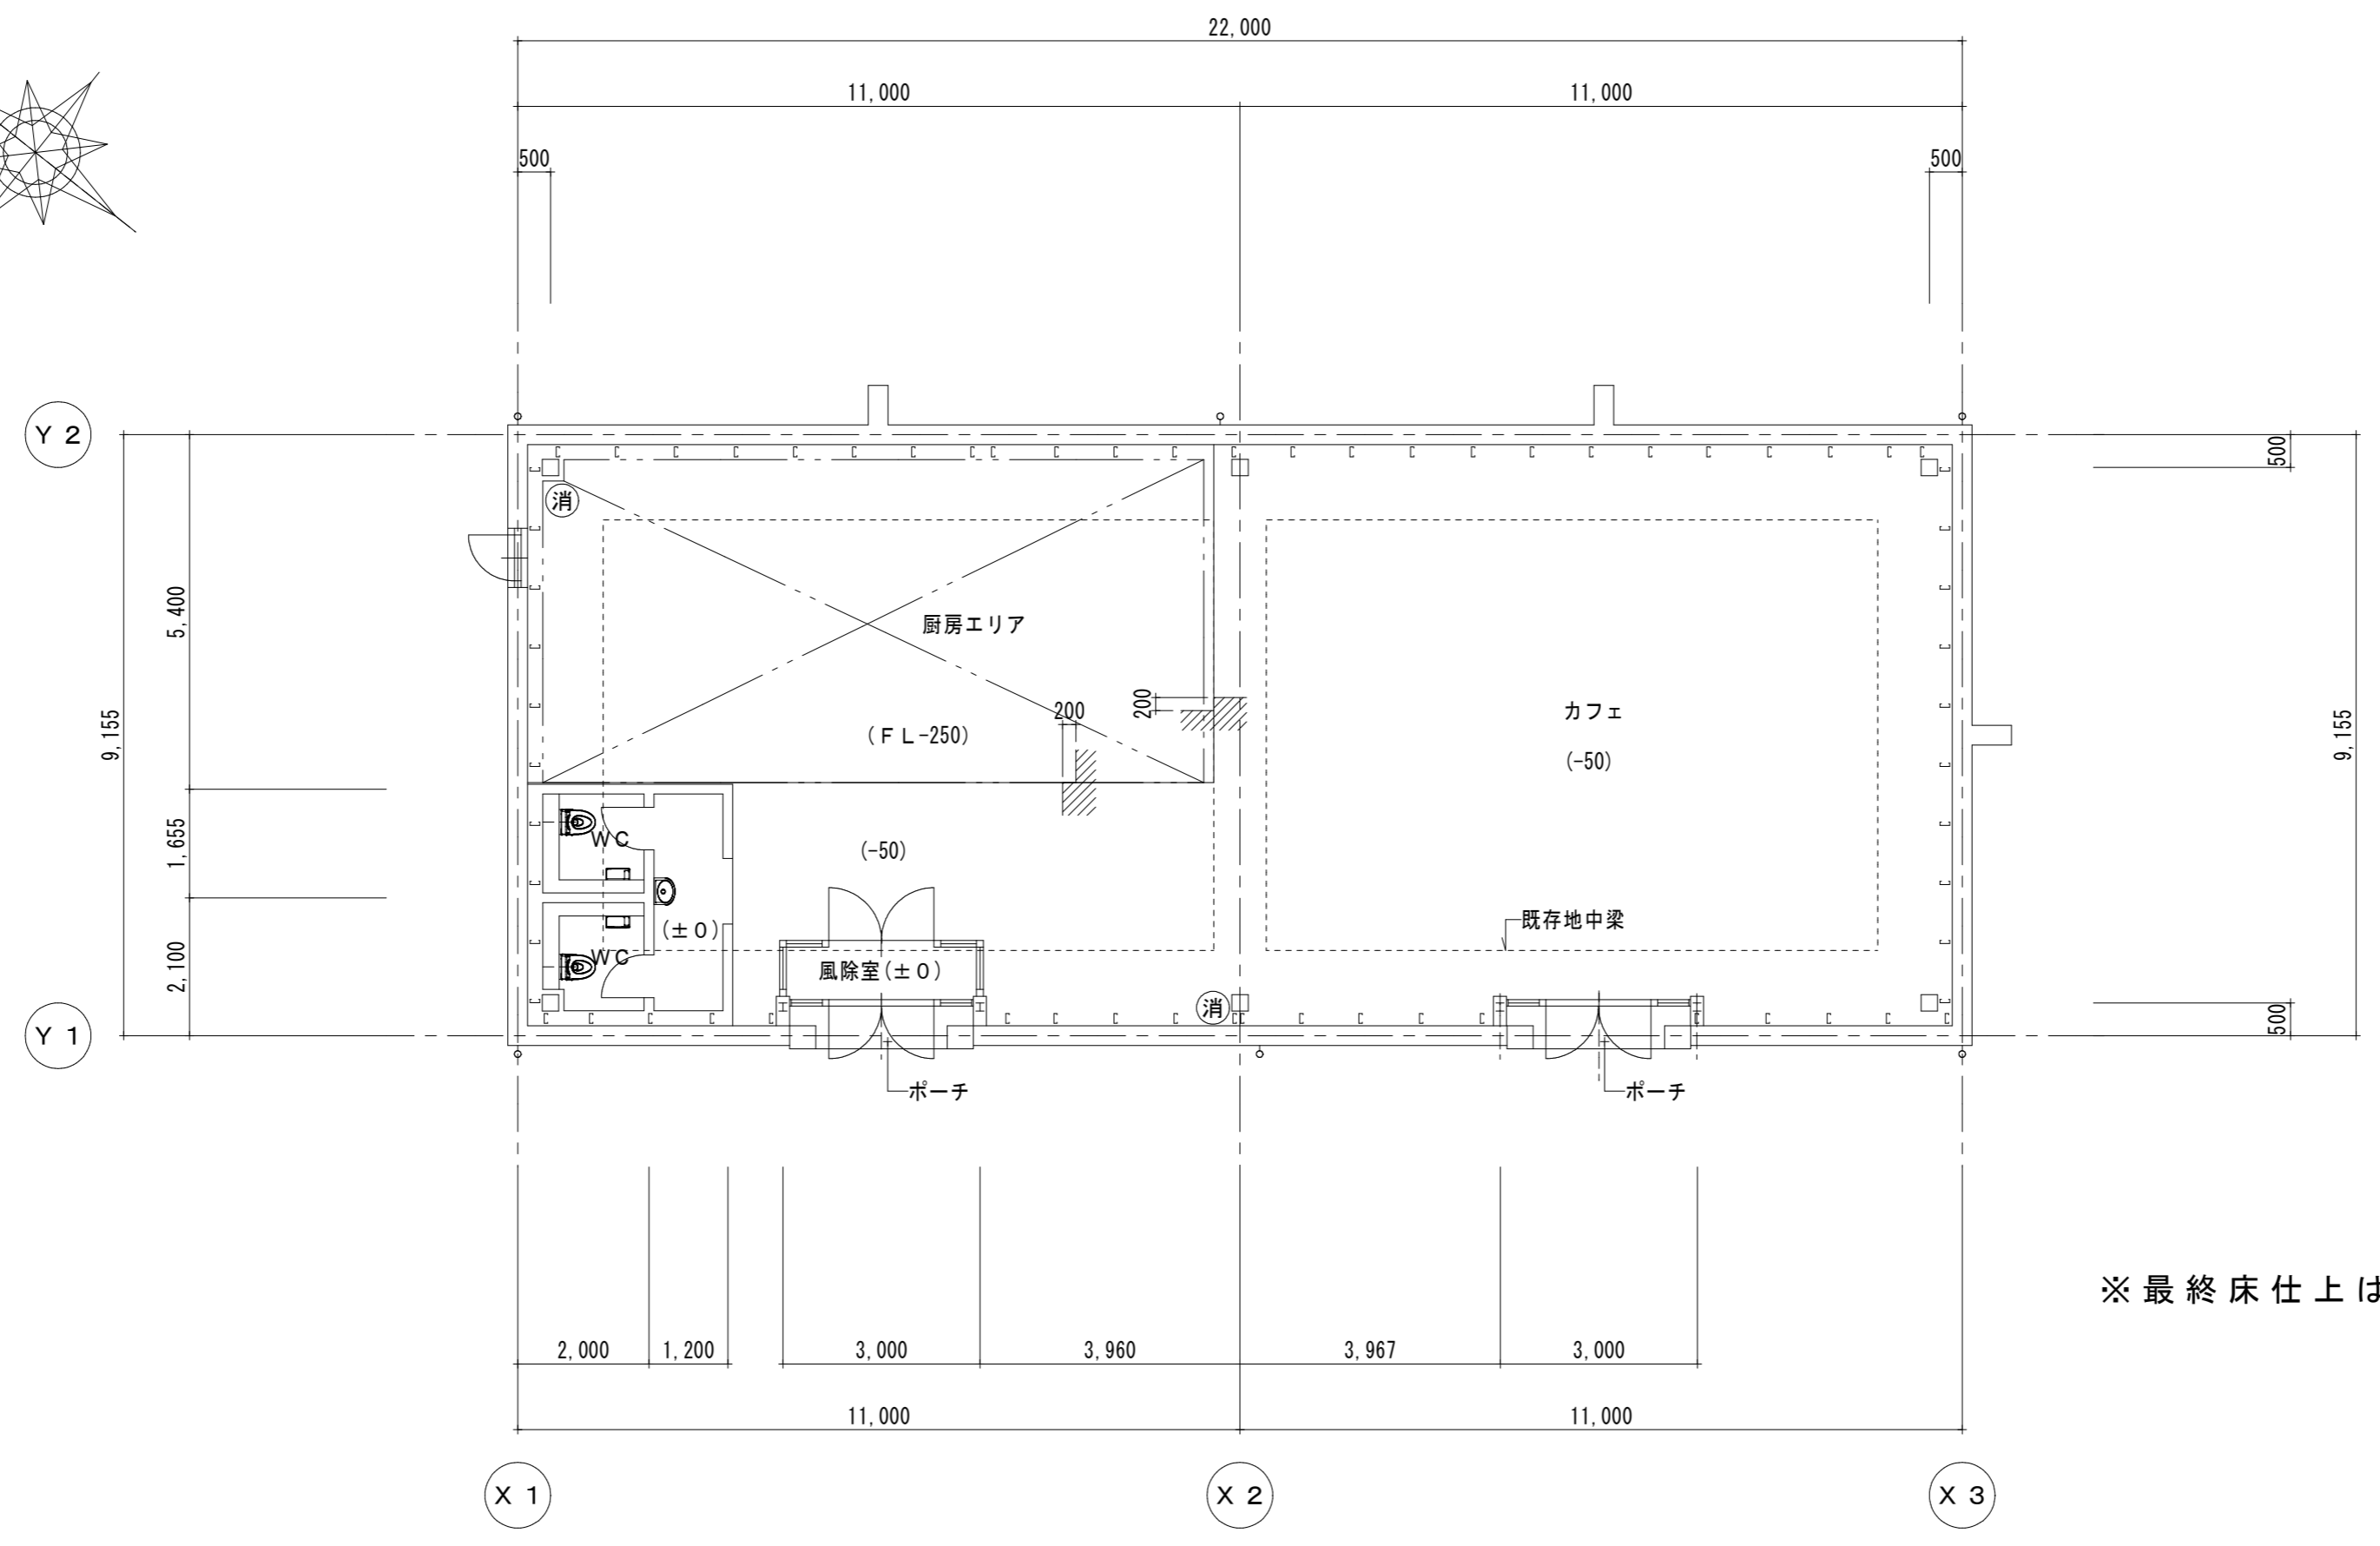 22,000
11,000
11,000
500
500
Y 2
500
消
5,400
厨房エリア
200
200
カフェ
9,155
(ＦＬ-250)
9,155
(-50)
1,655
ＷＣ
(-50)
既存地中梁
(±０)
2,100
ＷＣ
風除室(±０)
消
500
Y 1
ポーチ
ポーチ
※最終床仕上は
2,000
1,200
3,000
3,960
3,967
3,000
11,000
11,000
X 1
X 2
X 3